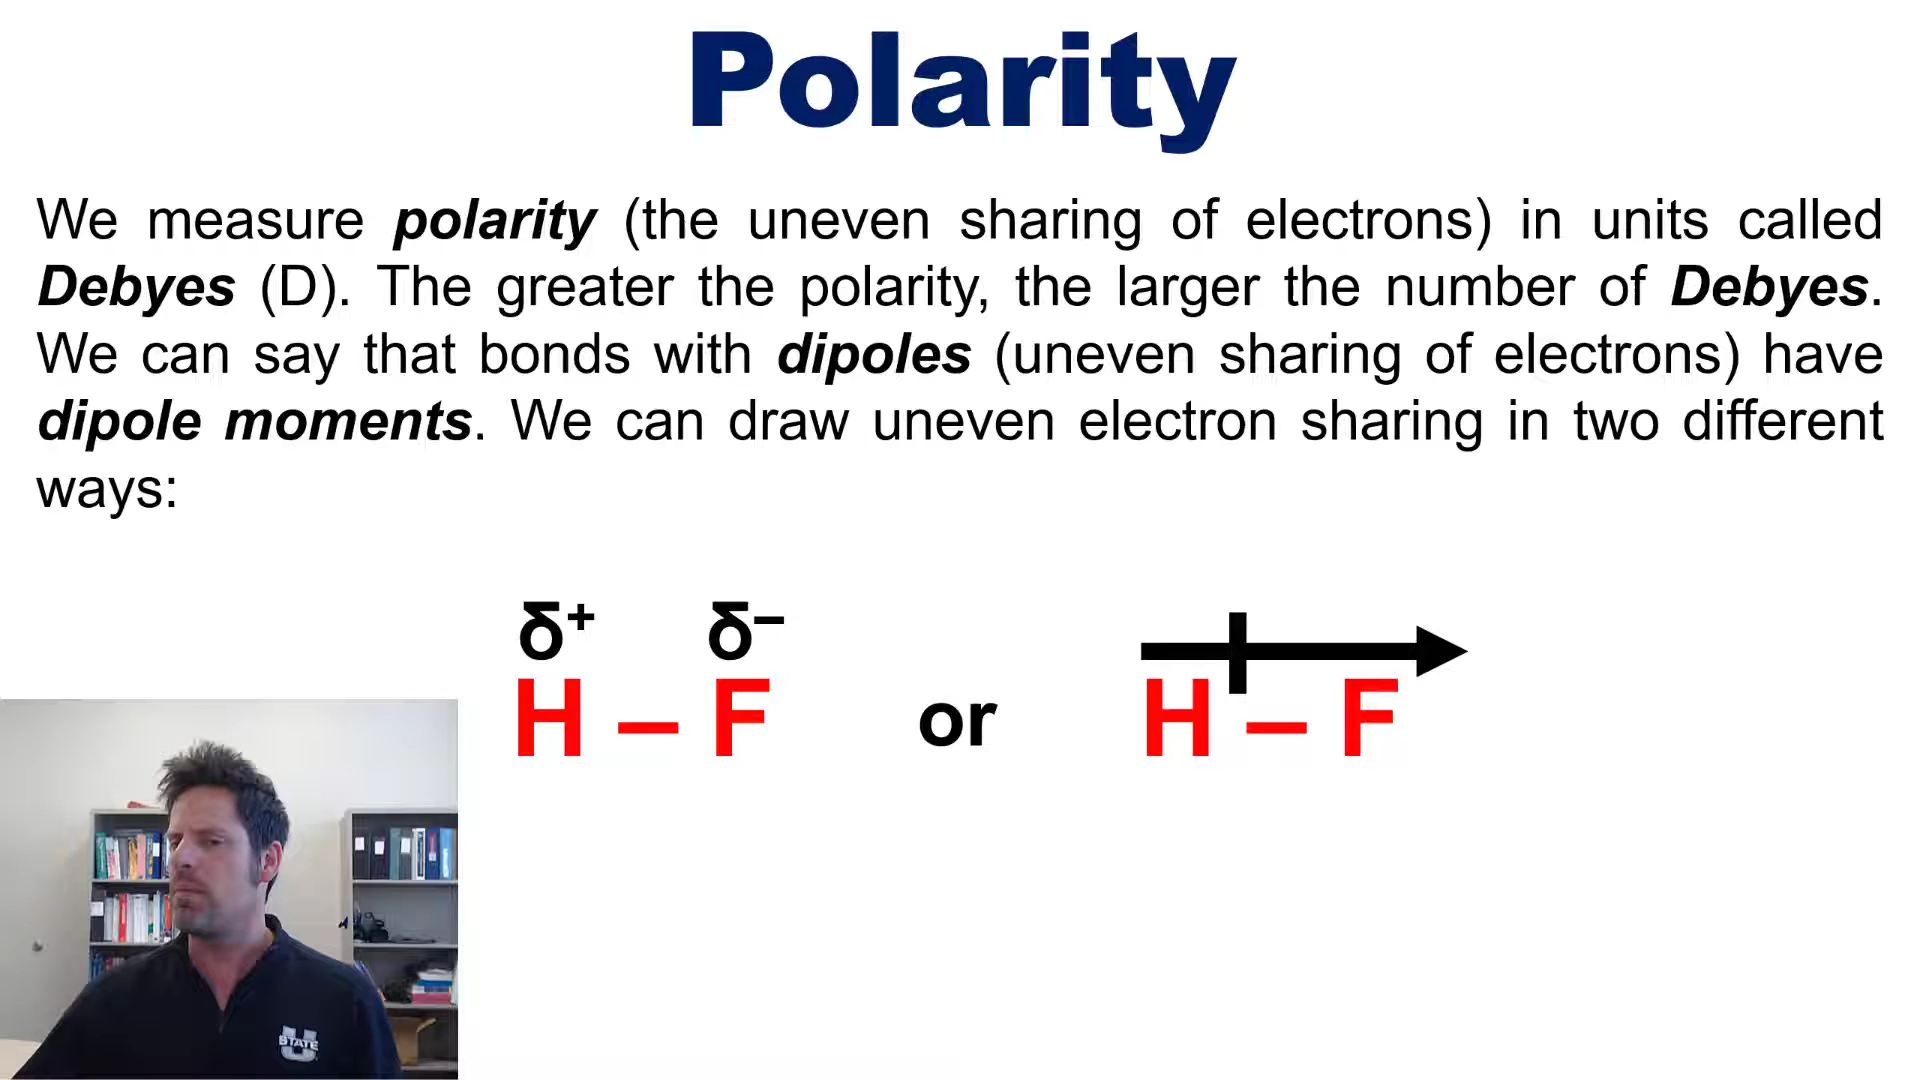 Polarity
We measure polarity (the uneven sharing of electrons) in units called
Debyes (D). The greater the polarity, the larger the number of Debyes.
We can say that bonds with dipoles (uneven sharing of electrons) have
dipole moments. We can draw uneven electron sharing in two different
ways:
δ⁺ δ⁻
H – F or H – F
U STATE